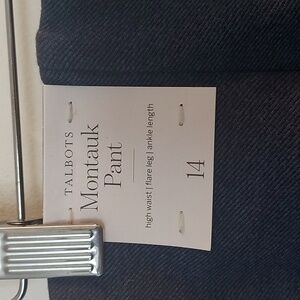 TALBOTS
Montauk
Pant
high waist | flare leg | ankle length
14